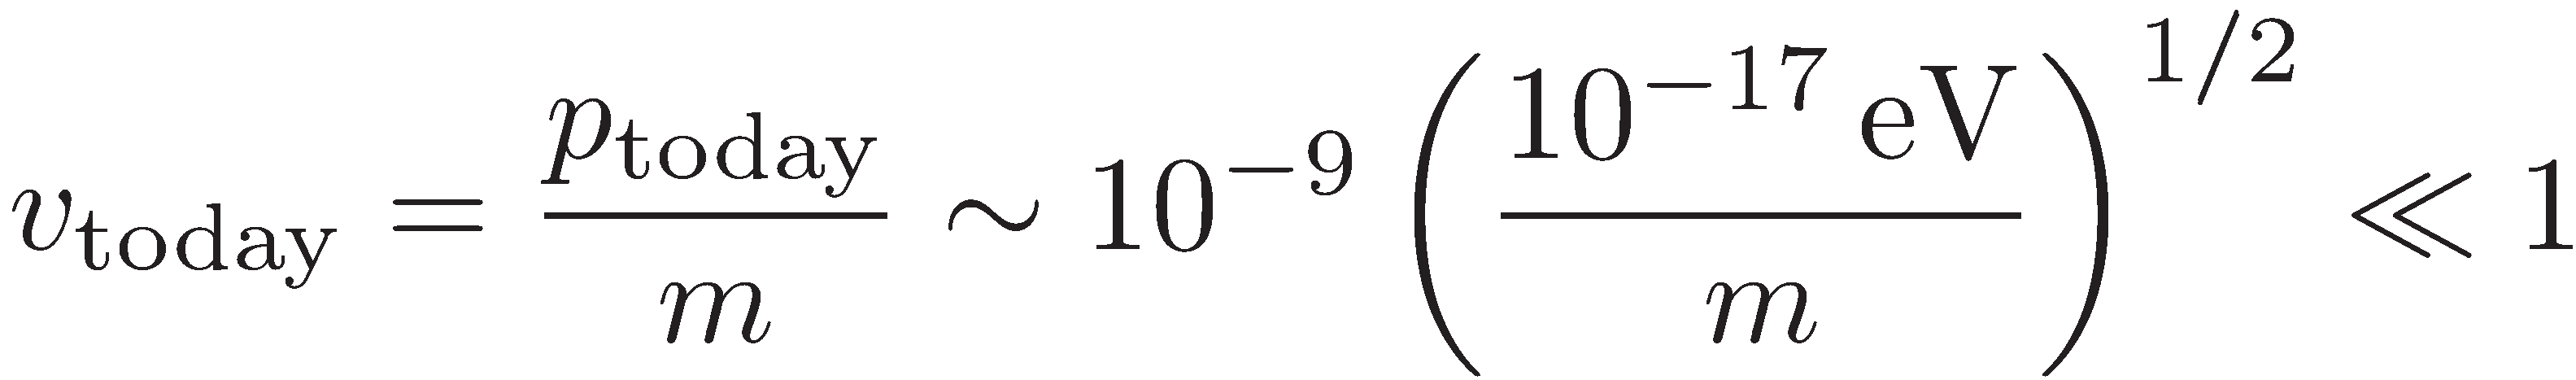 v_today = p_today / m ∼ 10^−9 (10^−17 eV / m)^1/2 ≪ 1